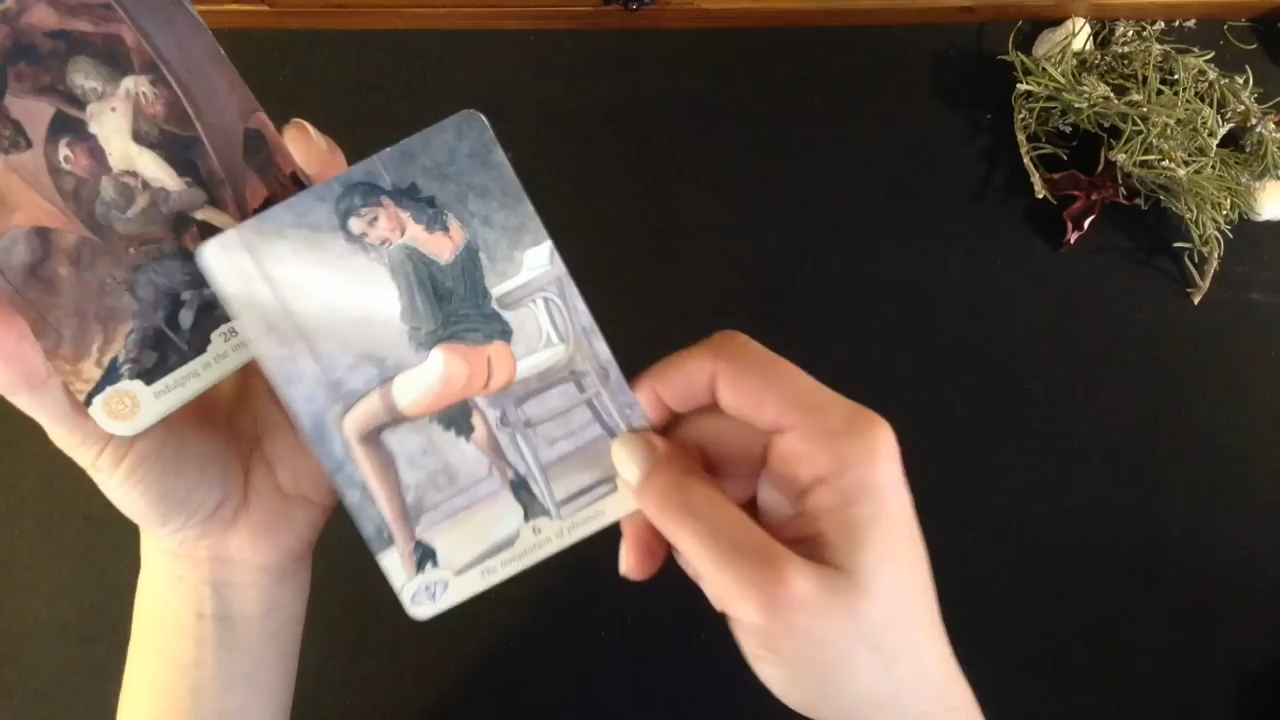 28
Indulging in the
6
The temptation of pleasure